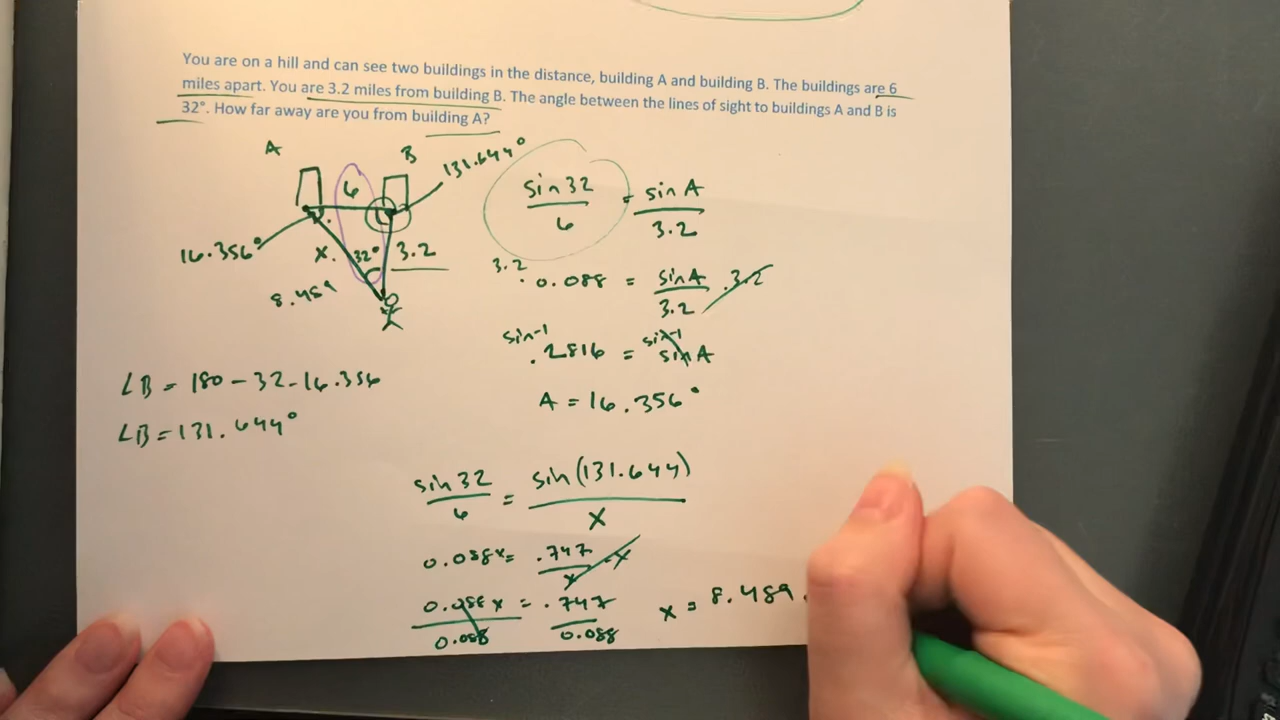 You are on a hill and can see two buildings in the distance, building A and building B. The buildings are 6
miles apart. You are 3.2 miles from building B. The angle between the lines of sight to buildings A and B is
32°. How far away are you from building A?
A
B
131.644°
6
16.356°
x
32°
3.2
8.489
sin 32 / 6 = sin A / 3.2
3.2 · 0.088 = sin A / 3.2 · 3.2
sin-1 .2816 = sin-1 sin A
A = 16.356°
∠B = 180 - 32 - 16.356
∠B = 131.644°
sin 32 / 6 = sin (131.644) / x
0.088x = .747 / x · x
0.088 x / 0.088 = .747 / 0.088
x = 8.489